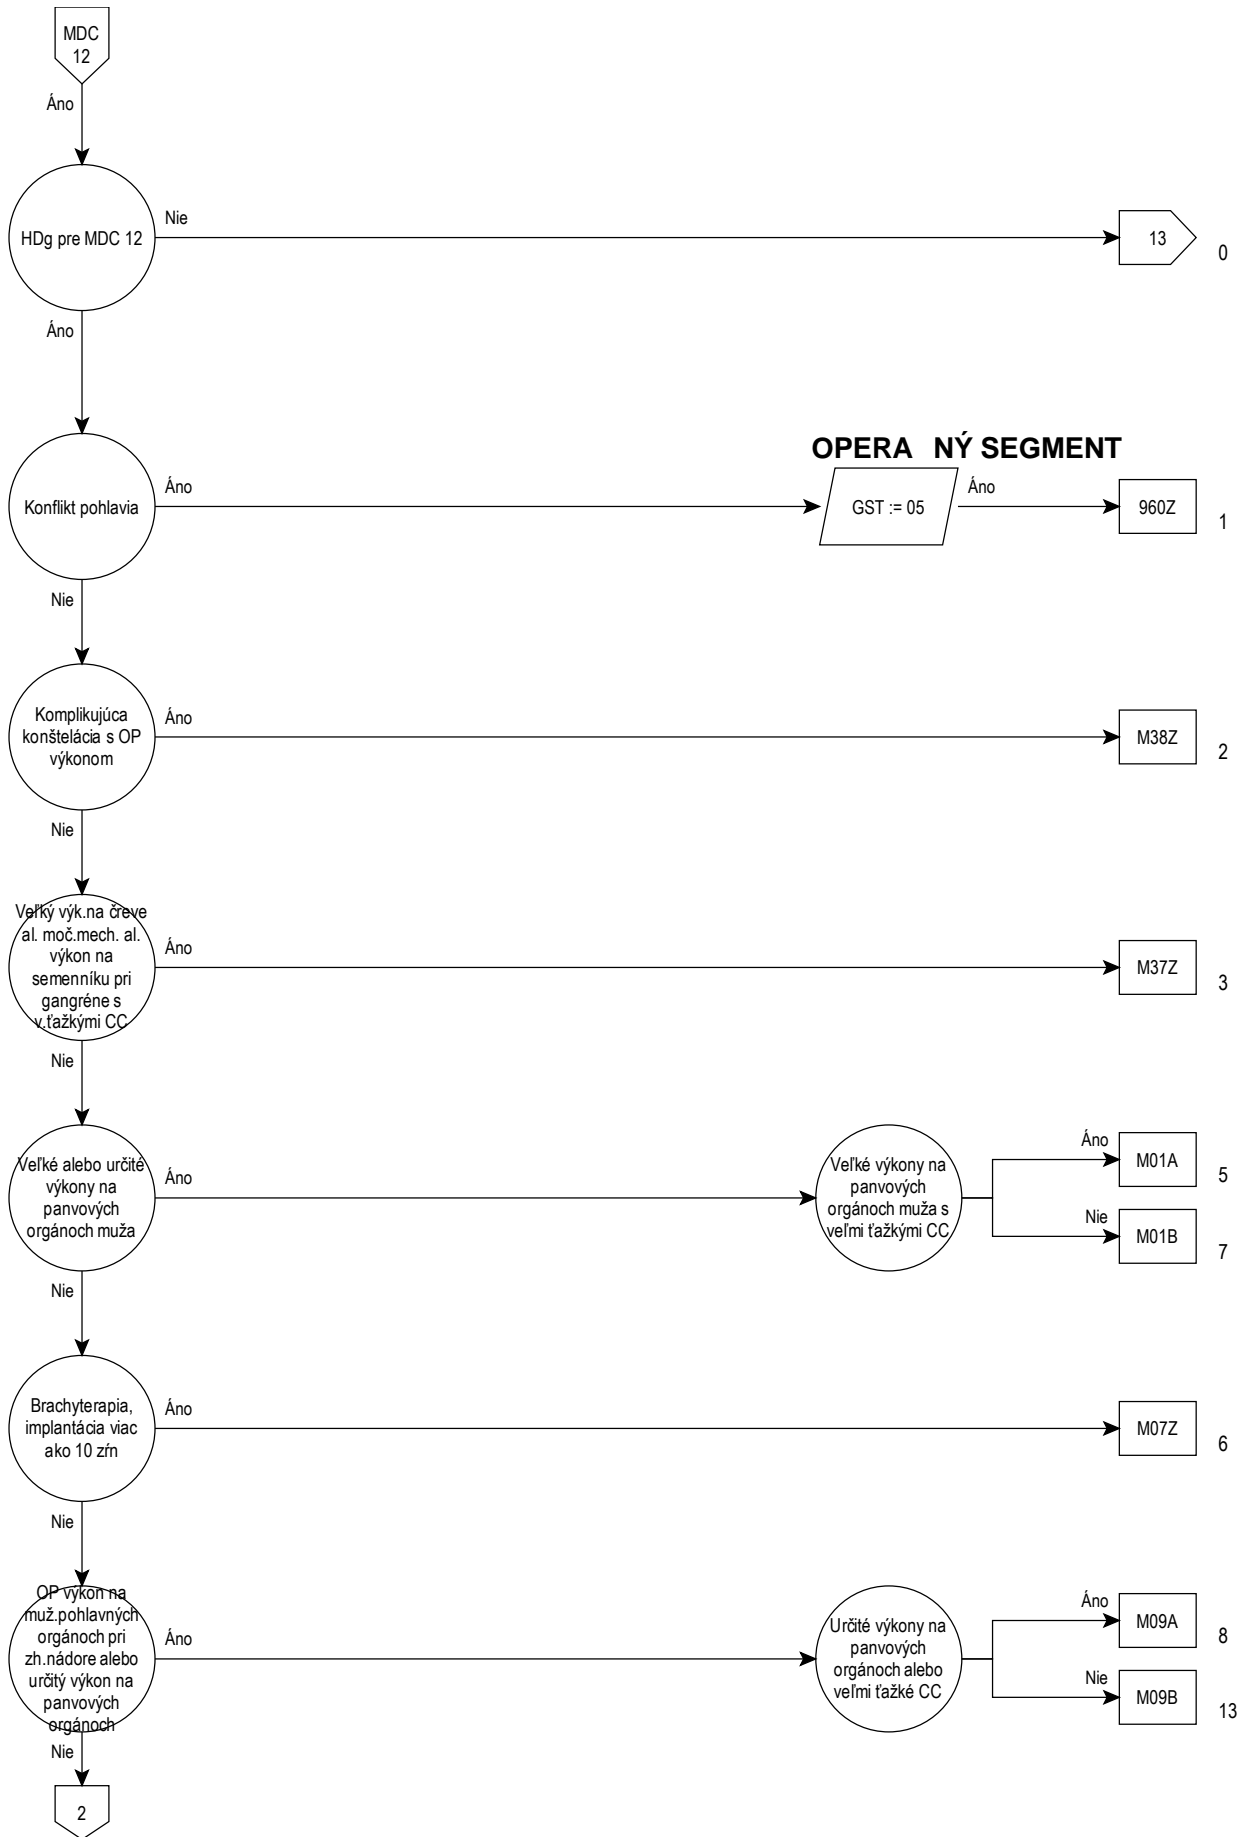 MDC
12
Áno
HDg pre MDC 12
Nie
13
0
Áno
OPERA NÝ SEGMENT
Konflikt pohlavia
Áno
GST := 05
Áno
960Z
1
Nie
Komplikujúca
konštelácia s OP
výkonom
Áno
M38Z
2
Nie
Veľký výk.na čreve
al. moč.mech. al.
výkon na
semenníku pri
gangréne s
v.ťažkými CC
Áno
M37Z
3
Nie
Veľké alebo určité
výkony na
panvových
orgánoch muža
Áno
Veľké výkony na
panvových
orgánoch muža s
veľmi ťažkými CC
Áno
M01A
5
Nie
M01B
7
Nie
Brachyterapia,
implantácia viac
ako 10 zŕn
Áno
M07Z
6
Nie
OP výkon na
muž.pohlavných
orgánoch pri
zh.nádore alebo
určitý výkon na
panvových
orgánoch
Áno
Určité výkony na
panvových
orgánoch alebo
veľmi ťažké CC
Áno
M09A
8
Nie
M09B
13
Nie
2